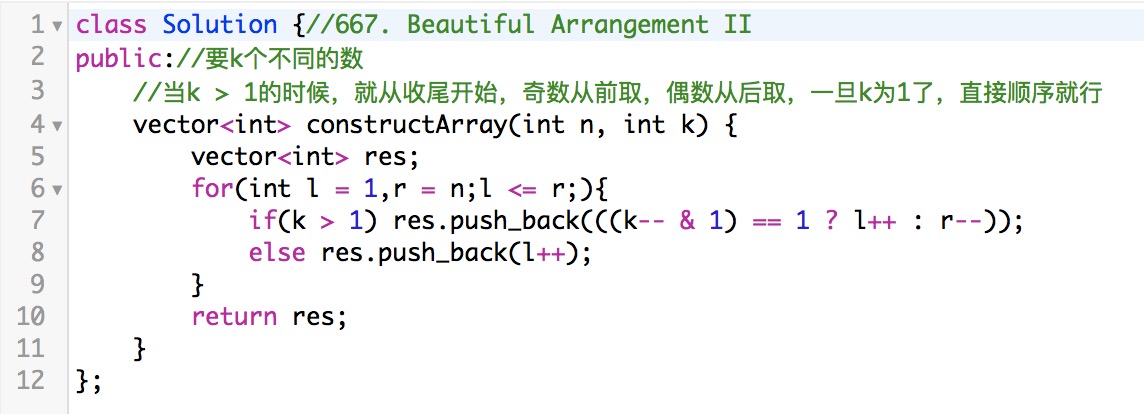 1 class Solution {//667. Beautiful Arrangement II
2 public://要k个不同的数
3 //当k > 1的时候，就从收尾开始，奇数从前取，偶数从后取，一旦k为1了，直接顺序就行
4 vector<int> constructArray(int n, int k) {
5 vector<int> res;
6 for(int l = 1,r = n;l <= r;){
7 if(k > 1) res.push_back(((k-- & 1) == 1 ? l++ : r--));
8 else res.push_back(l++);
9 }
10 return res;
11 }
12 };